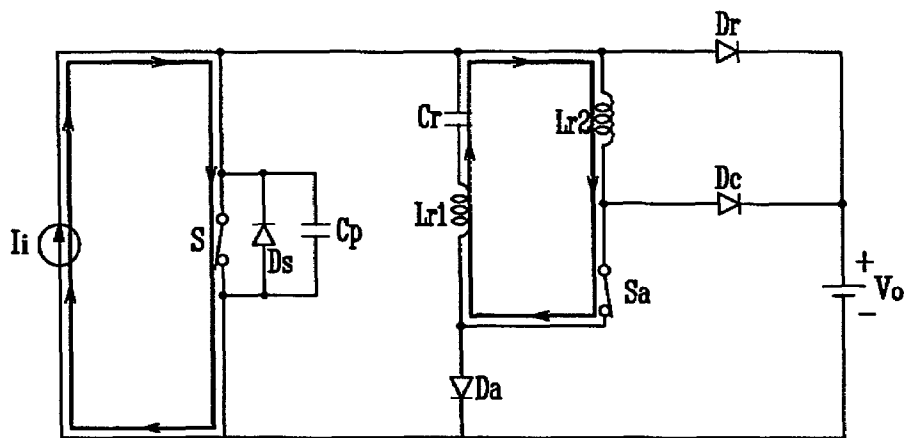 Dr
Cr
Lr2
Dc
Lr1
S
Cp
Ii
Ds
Sa
+
Vo
-
Da